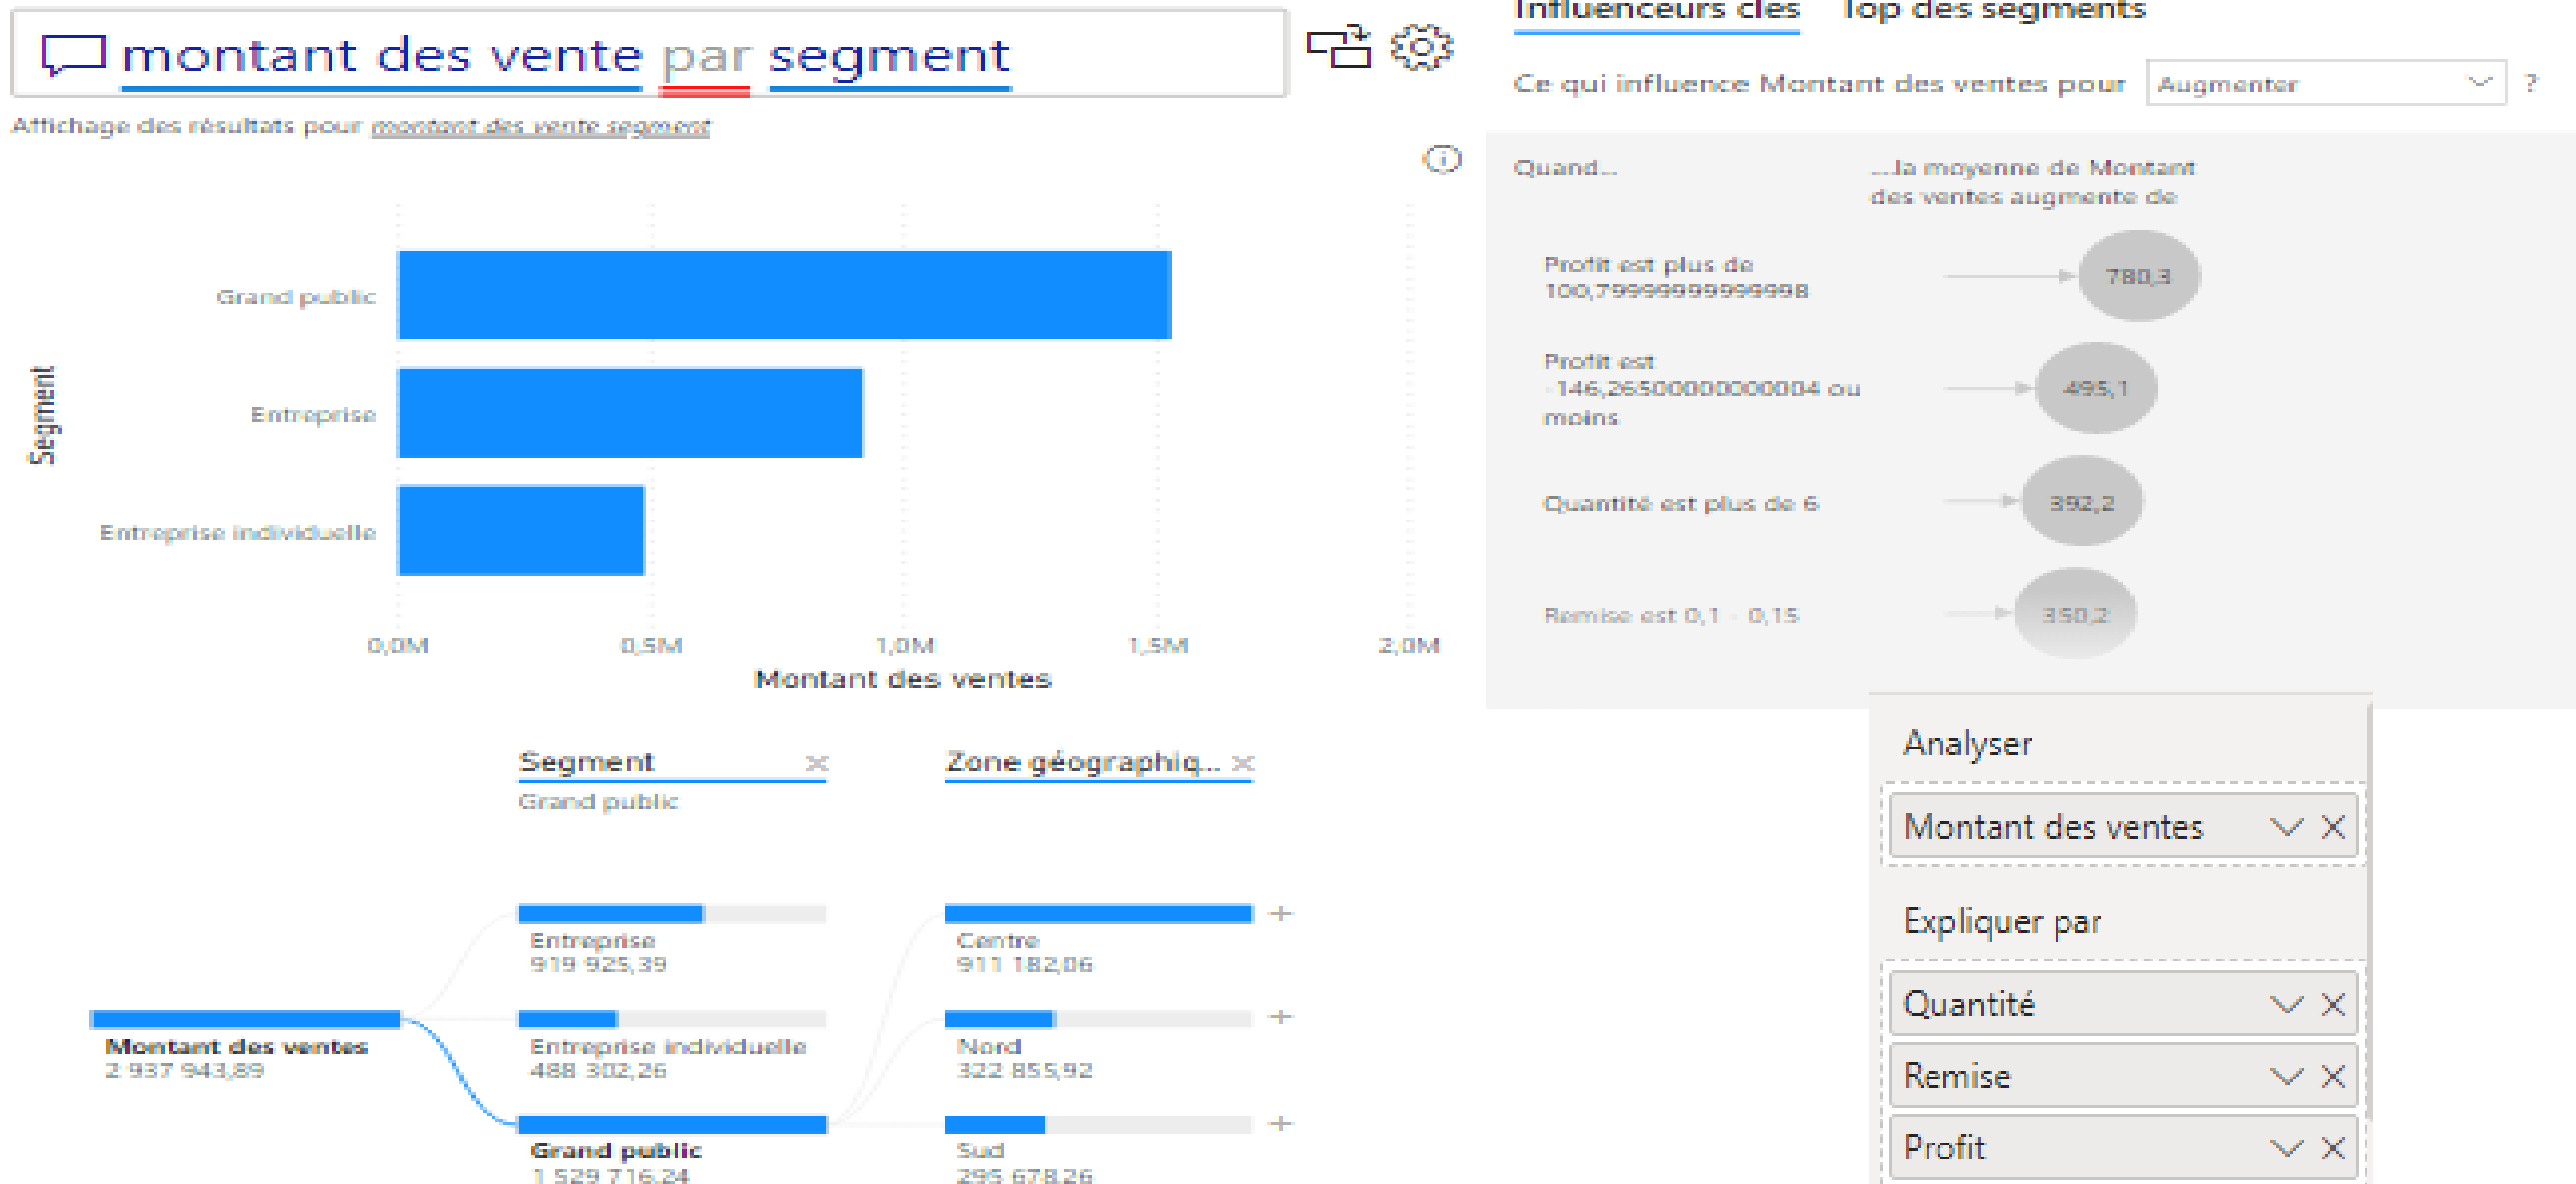 montant des vente par segment
Affichage des résultats pour montant des vente segment
Segment
Grand public
Entreprise
Entreprise individuelle
0,0M 0,5M 1,0M 1,5M 2,0M
Montant des ventes
Influenceurs clés Top des segments
Ce qui influence Montant des ventes pour Augmenter ?
Quand...
....la moyenne de Montant
des ventes augmente de
Profit est plus de
100,79999999999998
780,3
Profit est
-146,26500000000004 ou
moins
495,1
Quantité est plus de 6
392,2
Remise est 0,1 - 0,15
350,2
Segment
Grand public
Zone géographiq...
Montant des ventes
2 937 943,89
Entreprise
919 925,39
Entreprise individuelle
488 302,26
Grand public
1 529 716,24
Centre
911 182,06
Nord
322 855,92
Sud
295 678,26
Analyser
Montant des ventes
Expliquer par
Quantité
Remise
Profit